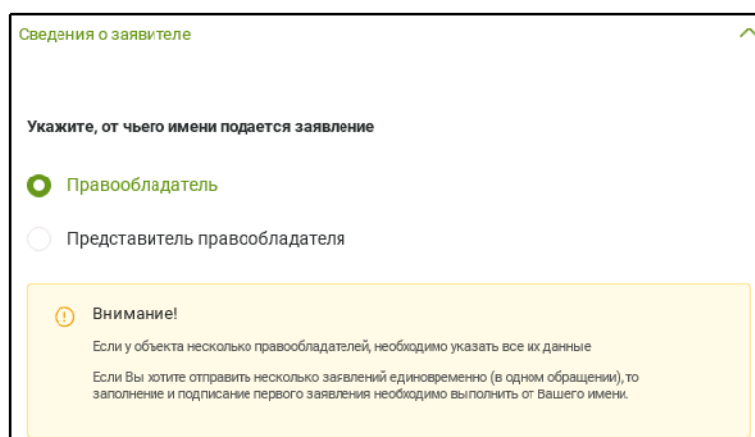 Сведения о заявителе
Укажите, от чьего имени подается заявление
Правообладатель
Представитель правообладателя
Внимание!
Если у объекта несколько правообладателей, необходимо указать все их данные
Если Вы хотите отправить несколько заявлений единовременно (в одном обращении), то
заполнение и подписание первого заявления необходимо выполнить от Вашего имени.